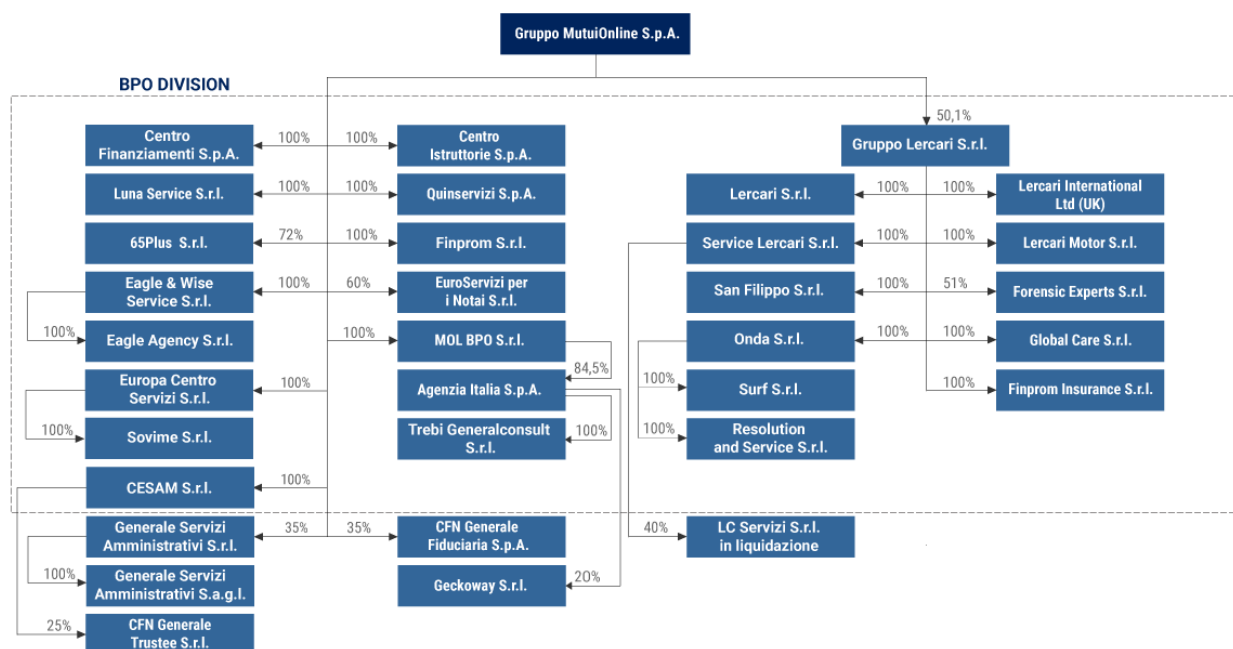 Gruppo MutuiOnline S.p.A.
BPO DIVISION
50,1%
Centro
Finanziamenti S.p.A.
100%
100%
Centro
Istruttorie S.p.A.
Gruppo Lercari S.r.l.
Luna Service S.r.l.
100%
100%
Quinservizi S.p.A.
Lercari S.r.l.
100%
100%
Lercari International
Ltd (UK)
65Plus S.r.l.
72%
100%
Finprom S.r.l.
Service Lercari S.r.l.
100%
100%
Lercari Motor S.r.l.
Eagle & Wise
Service S.r.l.
100%
60%
EuroServizi per
i Notai S.r.l.
San Filippo S.r.l.
100%
51%
Forensic Experts S.r.l.
100%
Eagle Agency S.r.l.
100%
MOL BPO S.r.l.
Onda S.r.l.
100%
100%
Global Care S.r.l.
84,5%
Europa Centro
Servizi S.r.l.
100%
Agenzia Italia S.p.A.
100%
Surf S.r.l.
100%
Finprom Insurance S.r.l.
100%
Sovime S.r.l.
Trebi Generalconsult
S.r.l.
100%
100%
Resolution
and Service S.r.l.
CESAM S.r.l.
100%
Generale Servizi
Amministrativi S.r.l.
35%
35%
CFN Generale
Fiduciaria S.p.A.
40%
LC Servizi S.r.l.
in liquidazione
100%
Generale Servizi
Amministrativi S.a.g.l.
Geckoway S.r.l.
20%
25%
CFN Generale
Trustee S.r.l.